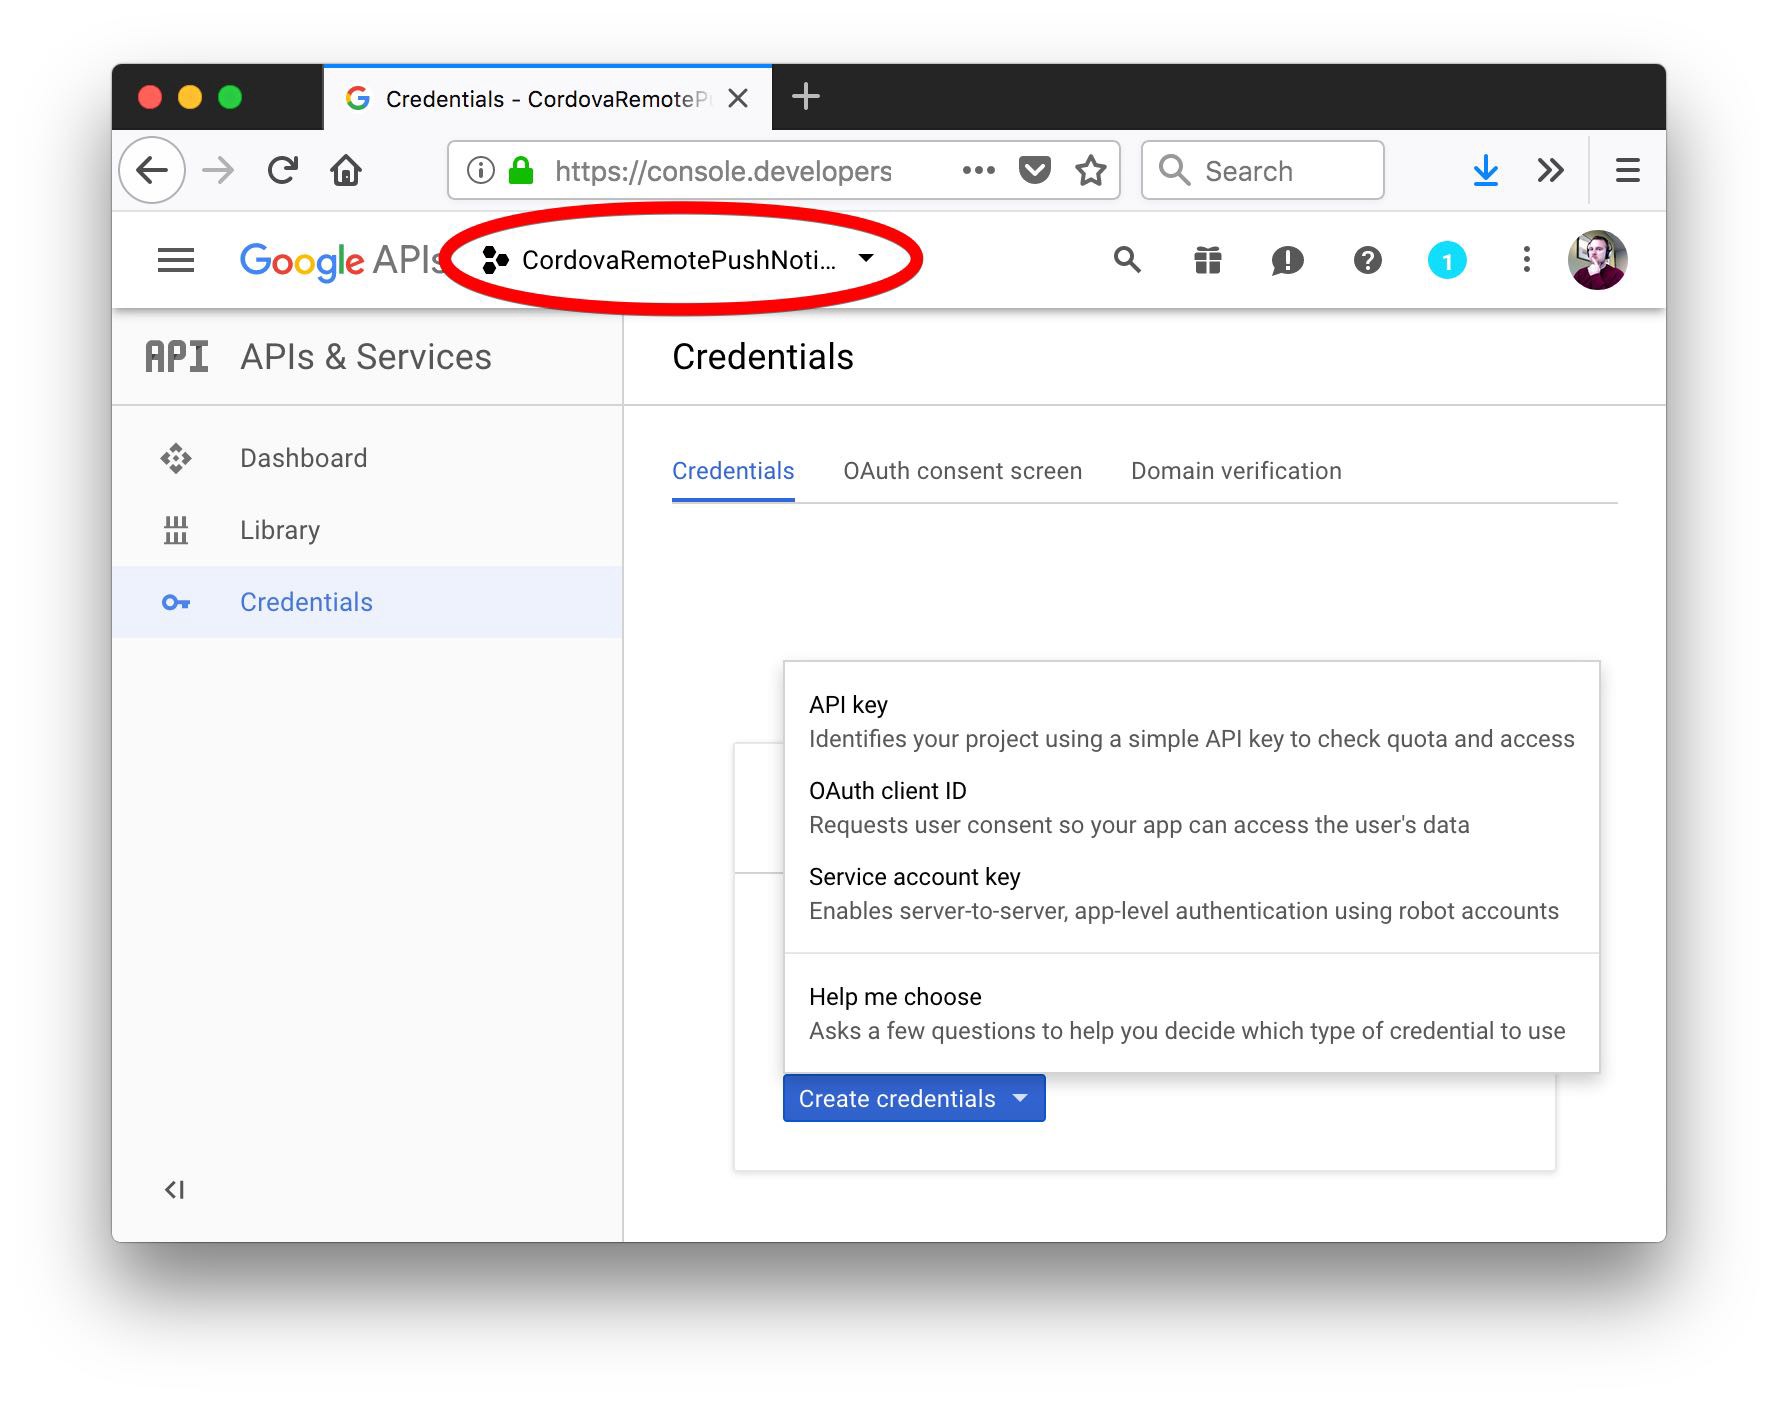 Credentials - CordovaRemoteP
https://console.developers
Search
Google APIs
CordovaRemotePushNoti...
1
API APIs & Services
Credentials
Dashboard
Library
Credentials
Credentials OAuth consent screen Domain verification
API key
Identifies your project using a simple API key to check quota and access
OAuth client ID
Requests user consent so your app can access the user's data
Service account key
Enables server-to-server, app-level authentication using robot accounts
Help me choose
Asks a few questions to help you decide which type of credential to use
Create credentials